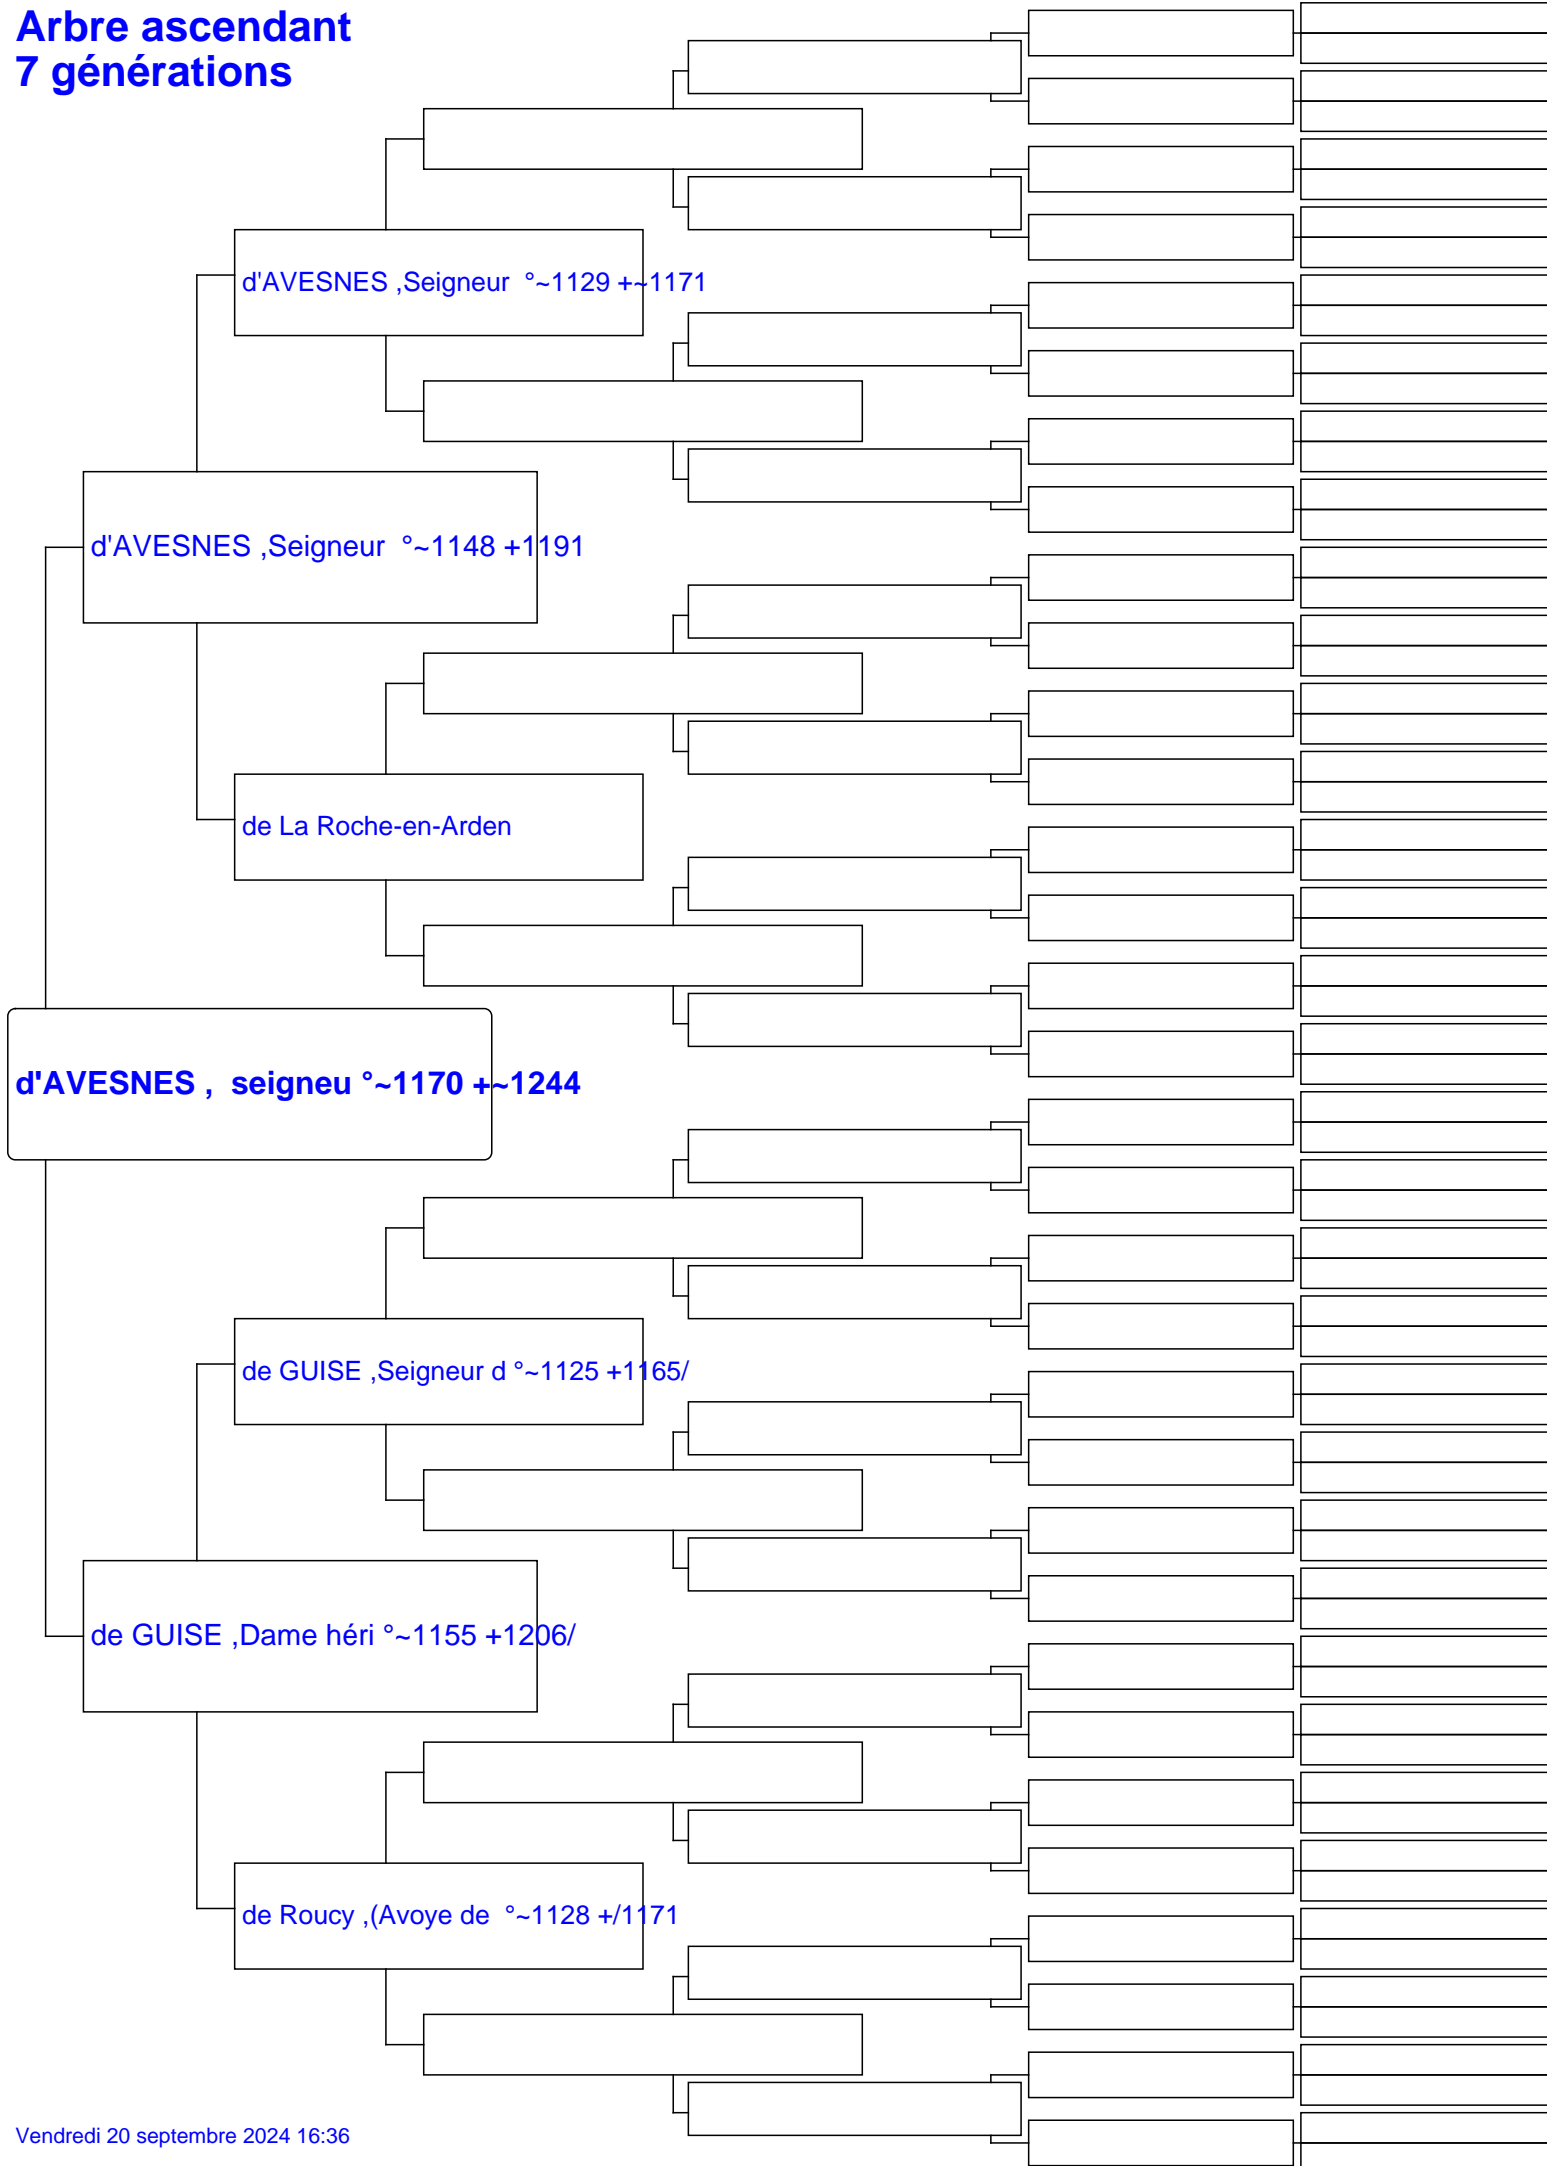 Arbre ascendant
7 générations
d'AVESNES ,Seigneur  °~1129 +~1171
d'AVESNES ,Seigneur  °~1148 +1191
de La Roche-en-Arden
d'AVESNES ,  seigneu °~1170 +~1244
de GUISE ,Seigneur d °~1125 +1165/
de GUISE ,Dame héri °~1155 +1206/
de Roucy ,(Avoye de  °~1128 +/1171
Vendredi 20 septembre 2024 16:36